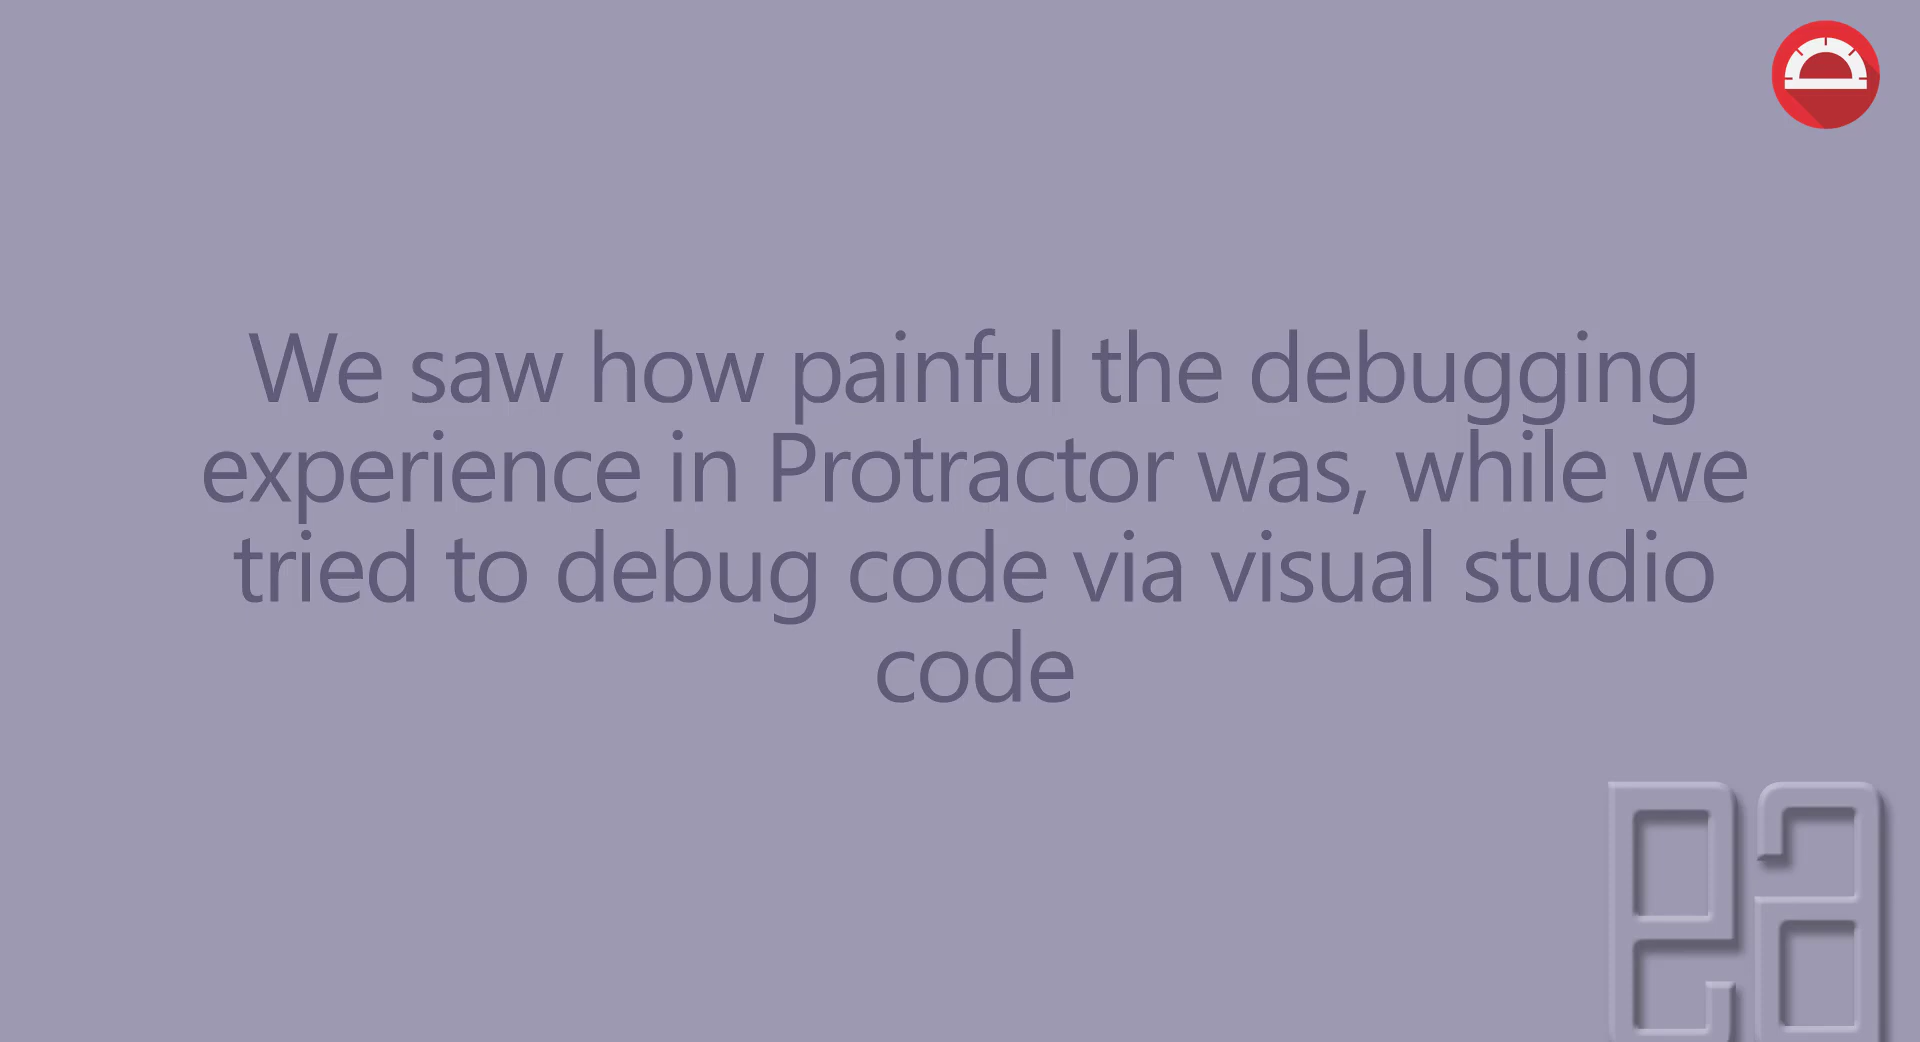 We saw how painful the debugging
experience in Protractor was, while we
tried to debug code via visual studio
code
ea